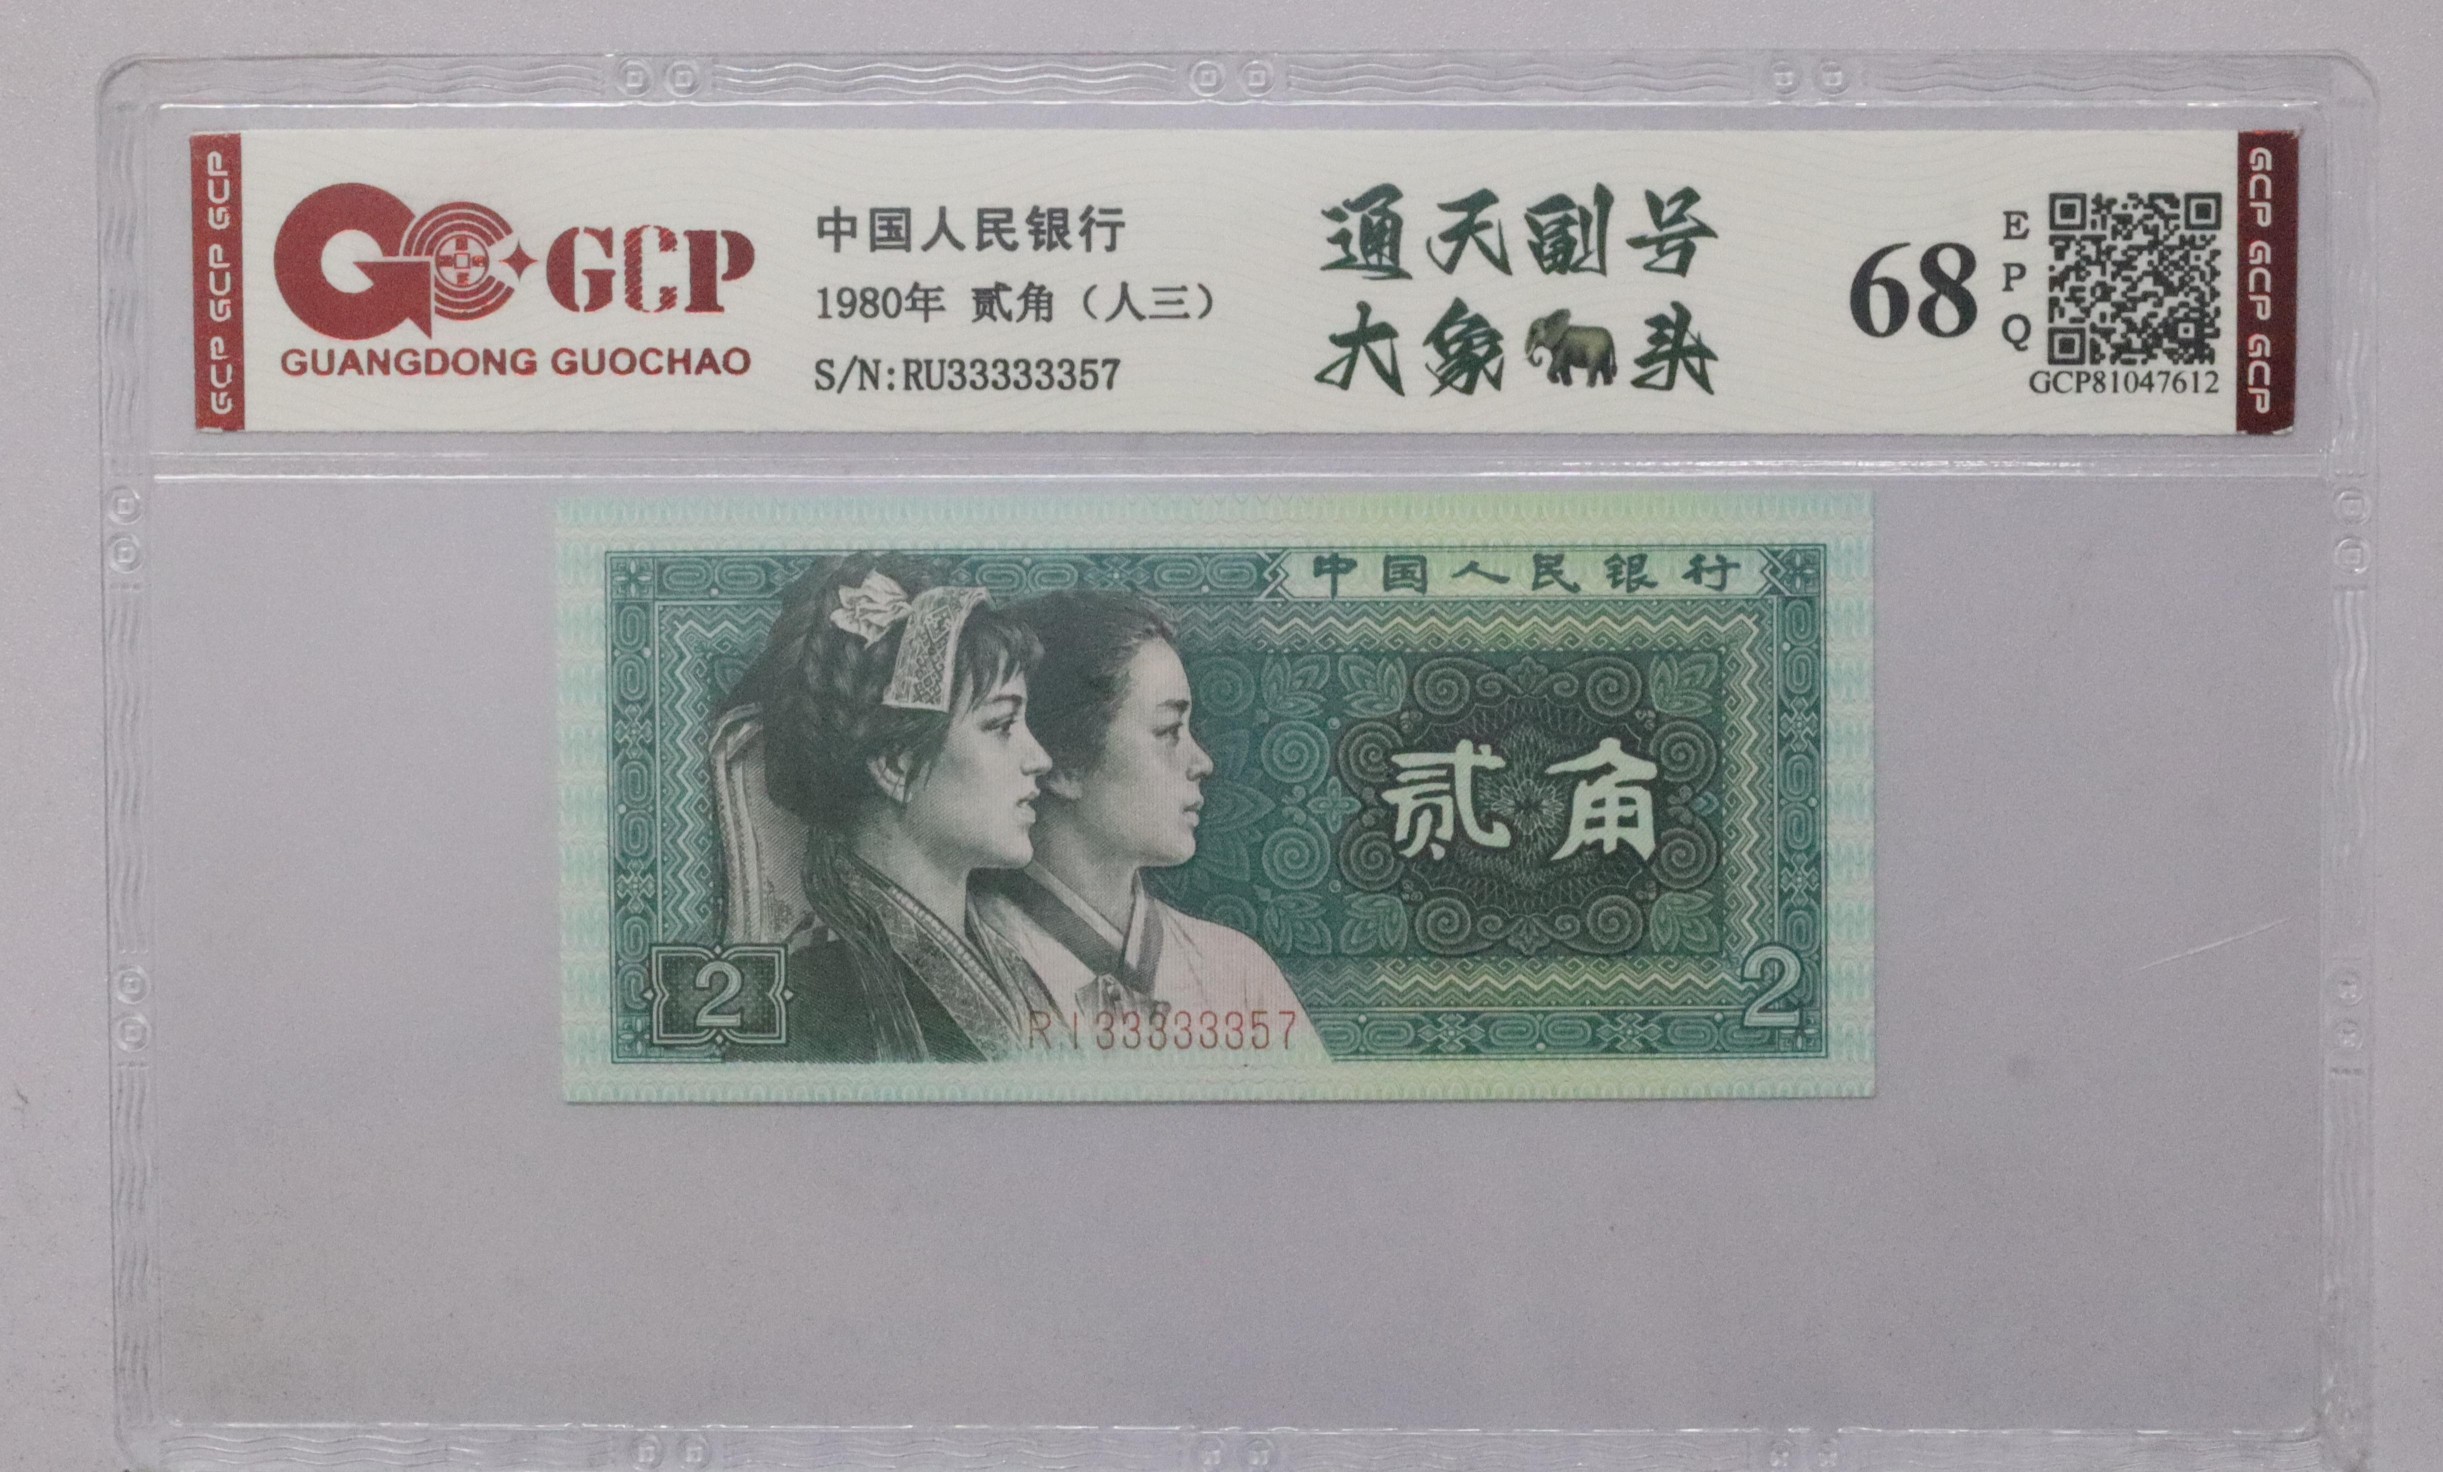 GCP GCP GCP
GCP
GUANGDONG GUOCHAO
中国人民银行
1980年 贰角（人三）
S/N:RU33333357
通天副号
大象头
68
E
P
Q
GCP81047612
GCP GCP GCP
中国人民银行
贰角
2
2
RI33333357